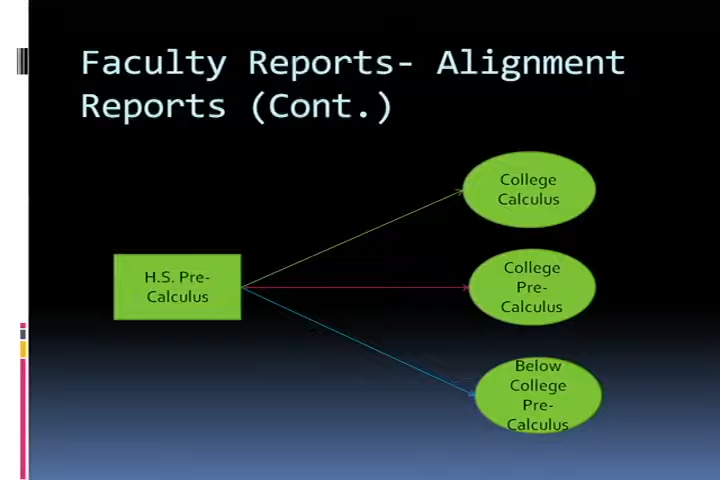 Faculty Reports- Alignment
Reports (Cont.)
College
Calculus
H.S. Pre-
Calculus
College
Pre-
Calculus
Below
College
Pre-
Calculus